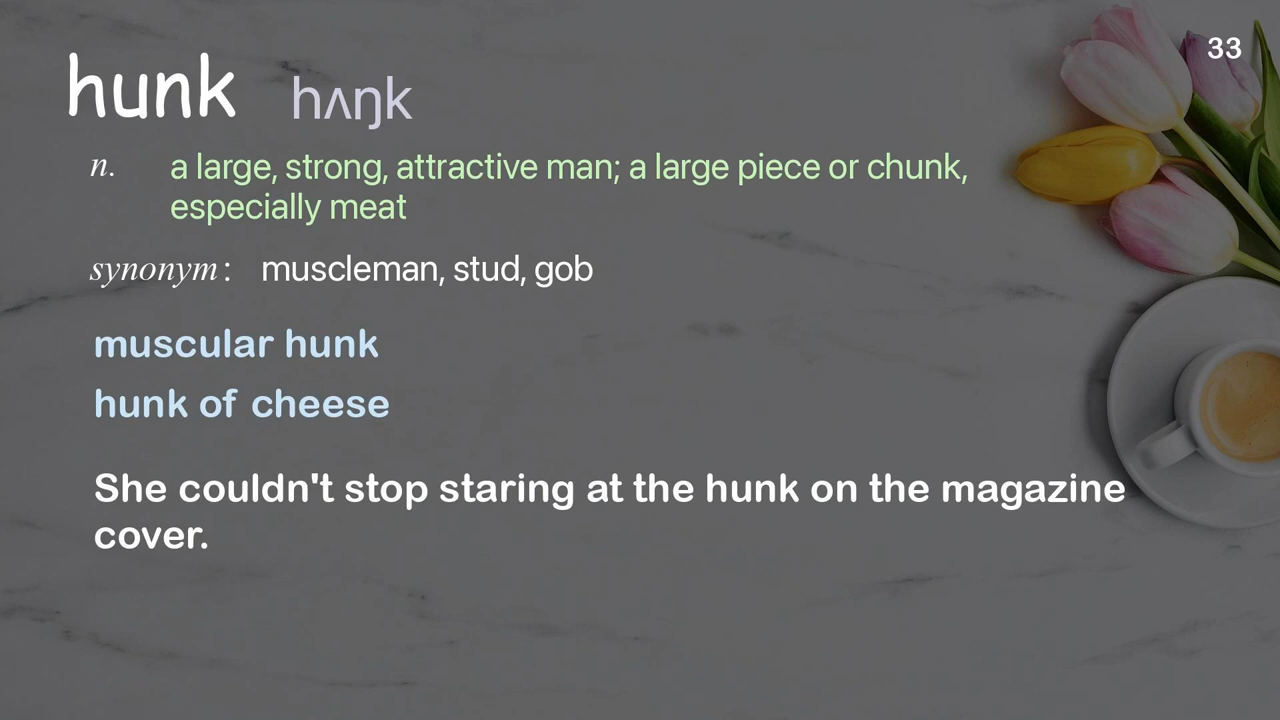 33
hunk hʌŋk
n. a large, strong, attractive man; a large piece or chunk,
especially meat
synonym: muscleman, stud, gob
muscular hunk
hunk of cheese
She couldn't stop staring at the hunk on the magazine
cover.